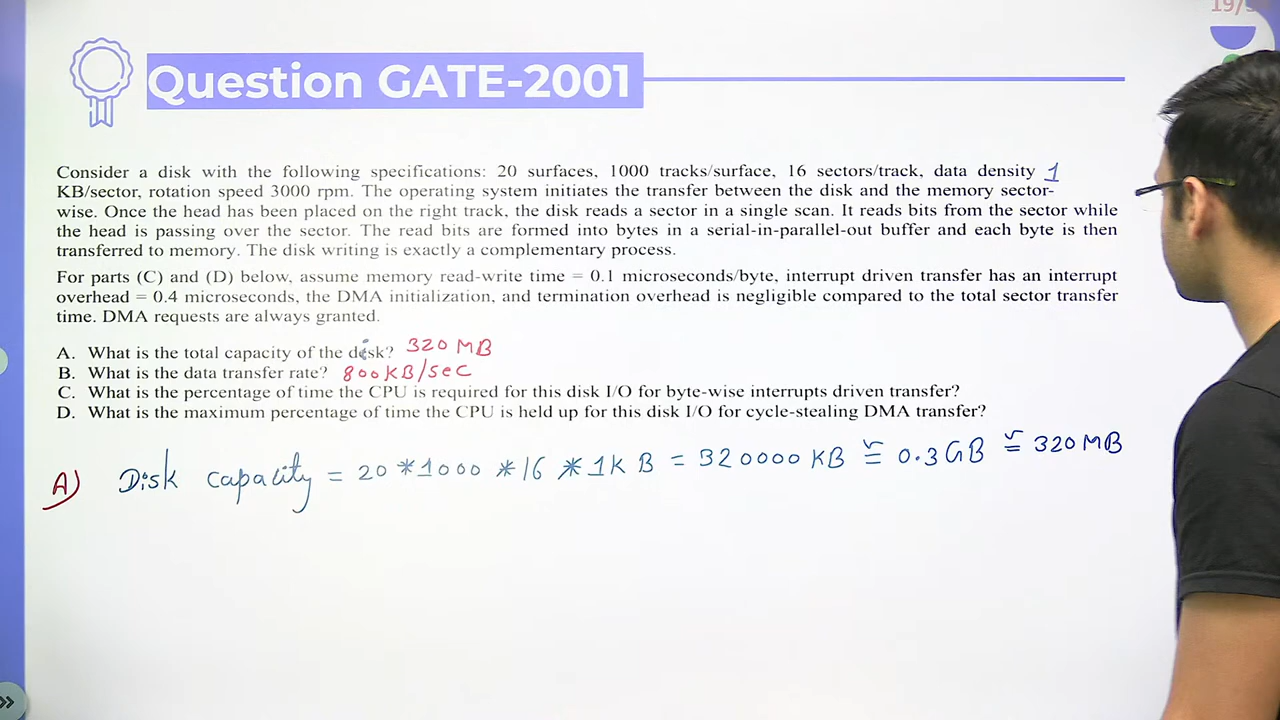 19/
Question GATE-2001
Consider a disk with the following specifications: 20 surfaces, 1000 tracks/surface, 16 sectors/track, data density 1
KB/sector, rotation speed 3000 rpm. The operating system initiates the transfer between the disk and the memory sector-
wise. Once the head has been placed on the right track, the disk reads a sector in a single scan. It reads bits from the sector while
the head is passing over the sector. The read bits are formed into bytes in a serial-in-parallel-out buffer and each byte is then
transferred to memory. The disk writing is exactly a complementary process.
For parts (C) and (D) below, assume memory read-write time = 0.1 microseconds/byte, interrupt driven transfer has an interrupt
overhead = 0.4 microseconds, the DMA initialization, and termination overhead is negligible compared to the total sector transfer
time. DMA requests are always granted.
A. What is the total capacity of the disk? 320 MB
B. What is the data transfer rate? 800KB/sec
C. What is the percentage of time the CPU is required for this disk I/O for byte-wise interrupts driven transfer?
D. What is the maximum percentage of time the CPU is held up for this disk I/O for cycle-stealing DMA transfer?
A) Disk capacity = 20 *1000 *16 *1K B = 320000 KB ≅ 0.3GB ≅ 320 MB